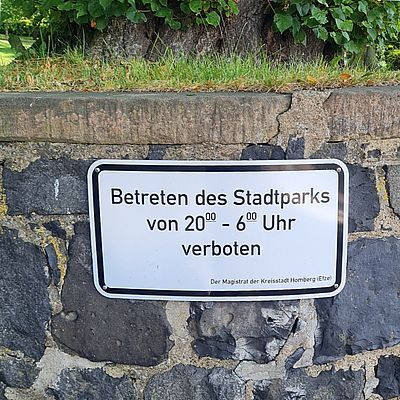 Betreten des Stadtparks
von 20⁰⁰ - 6⁰⁰ Uhr
verboten
Der Magistrat der Kreisstadt Homberg (Efze)